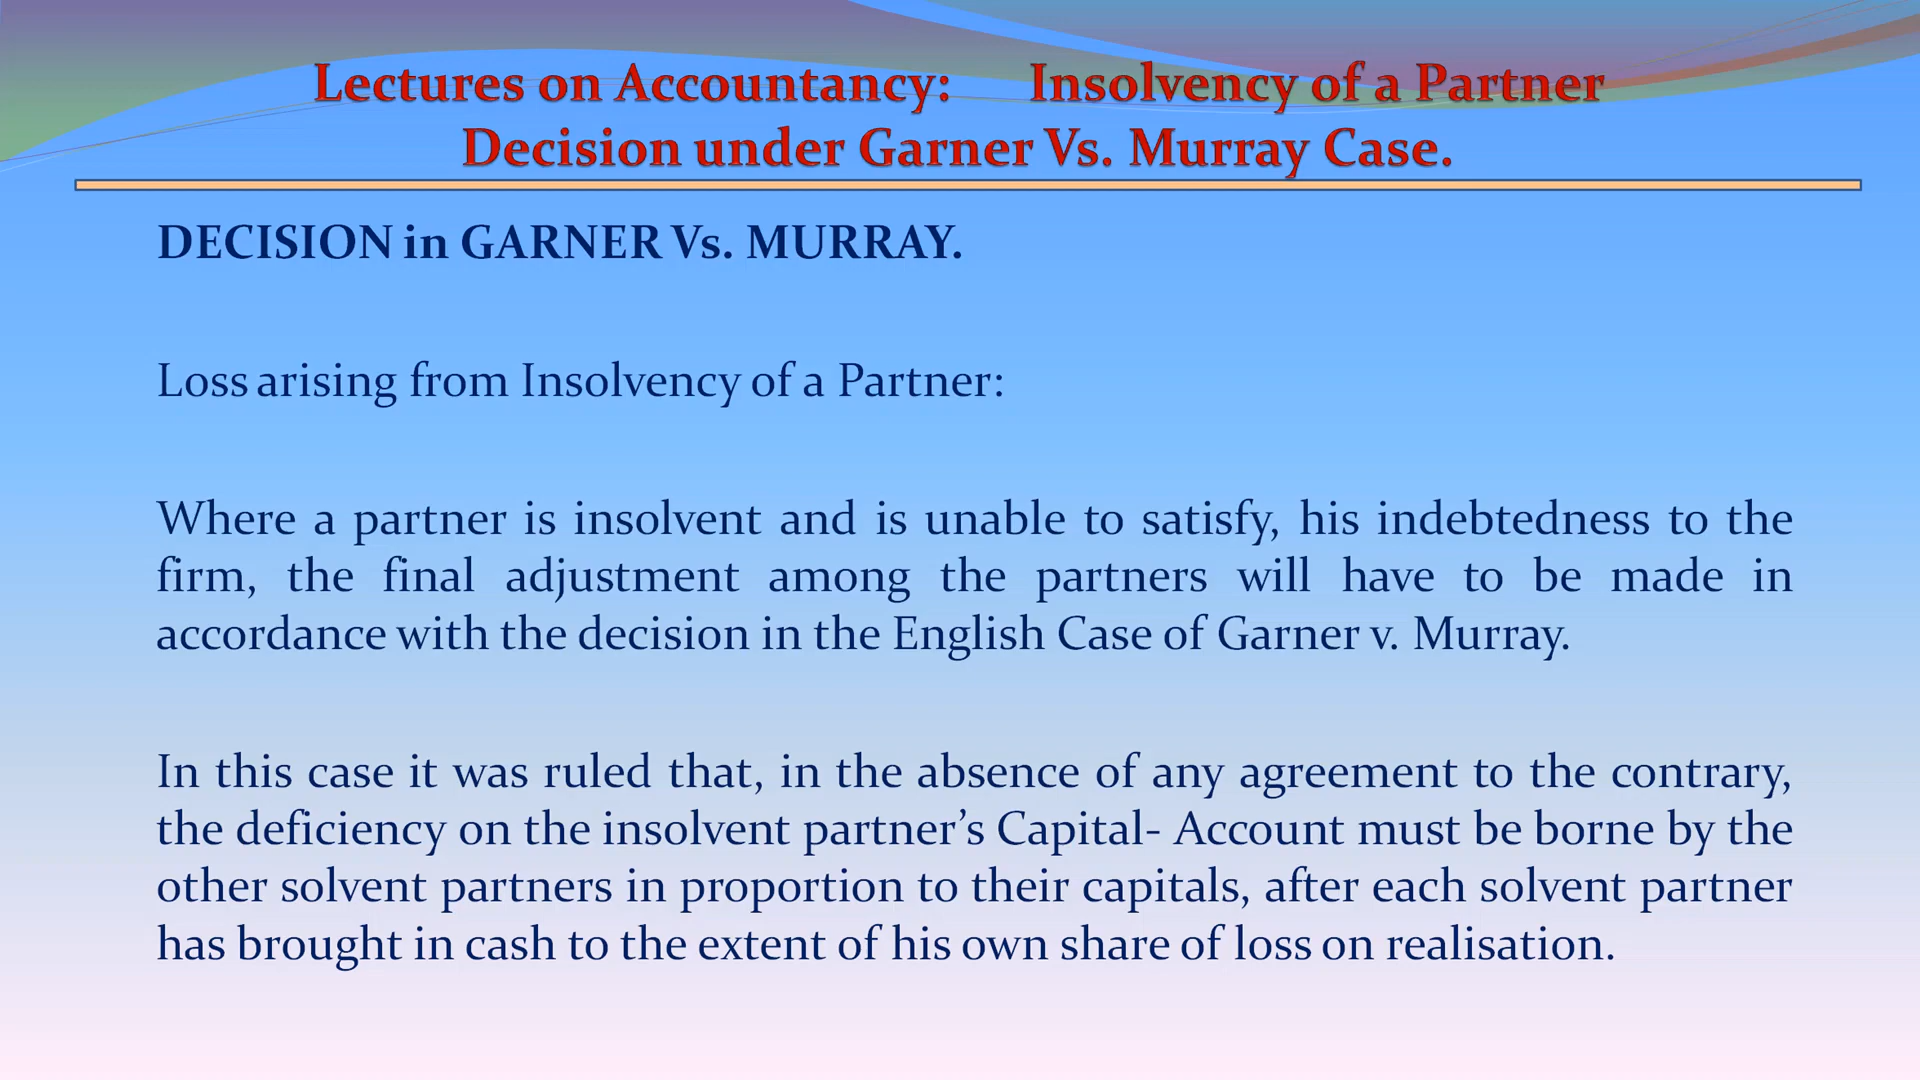 Lectures on Accountancy: Insolvency of a Partner
Decision under Garner Vs. Murray Case.
DECISION in GARNER Vs. MURRAY.
Loss arising from Insolvency of a Partner:
Where a partner is insolvent and is unable to satisfy, his indebtedness to the
firm, the final adjustment among the partners will have to be made in
accordance with the decision in the English Case of Garner v. Murray.
In this case it was ruled that, in the absence of any agreement to the contrary,
the deficiency on the insolvent partner’s Capital- Account must be borne by the
other solvent partners in proportion to their capitals, after each solvent partner
has brought in cash to the extent of his own share of loss on realisation.